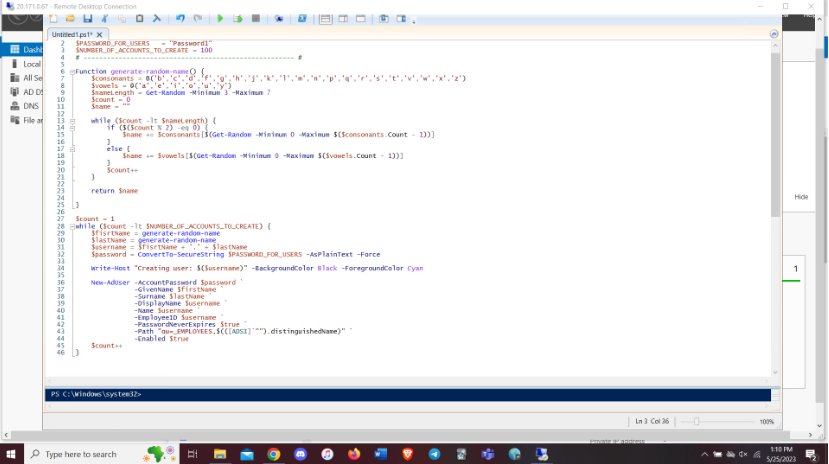 20.171.0.67 - Remote Desktop Connection
Untitled1.ps1* X
2 $PASSWORD_FOR_USERS = "Password1"
3 $NUMBER_OF_ACCOUNTS_TO_CREATE = 100
4 # ------------------------------------------------------ #
5
6 Function generate-random-name() {
7 $consonants = @('b','c','d','f','g','h','j','k','l','m','n','p','q','r','s','t','v','w','x','z')
8 $vowels = @('a','e','i','o','u','y')
9 $nameLength = Get-Random -Minimum 3 -Maximum 7
10 $count = 0
11 $name = ""
12
13 while ($count -lt $nameLength) {
14 if ($($count % 2) -eq 0) {
15 $name += $consonants[$(Get-Random -Minimum 0 -Maximum $($consonants.Count - 1))]
16 }
17 else {
18 $name += $vowels[$(Get-Random -Minimum 0 -Maximum $($vowels.Count - 1))]
19 }
20 $count++
21 }
22
23 return $name
24
25 }
26
27 $count = 1
28 while ($count -lt $NUMBER_OF_ACCOUNTS_TO_CREATE) {
29 $fisrtName = generate-random-name
30 $lastName = generate-random-name
31 $username = $fisrtName + '.' + $lastName
32 $password = ConvertTo-SecureString $PASSWORD_FOR_USERS -AsPlainText -Force
33
34 Write-Host "Creating user: $($username)" -BackgroundColor Black -ForegroundColor Cyan
35
36 New-AdUser -AccountPassword $password `
37 -GivenName $firstName `
38 -Surname $lastName `
39 -DisplayName $username `
40 -Name $username `
41 -EmployeeID $username `
42 -PasswordNeverExpires $true `
43 -Path "ou=_EMPLOYEES,$(([ADSI]`"").distinguishedName)" `
44 -Enabled $true
45 $count++
46 }
Dashb
Local
All Se
AD DS
DNS
File an
Hide
1
PS C:\Windows\system32>
Ln 3 Col 36
100%
Private IP address
Type here to search
1:10 PM
5/25/2023
2